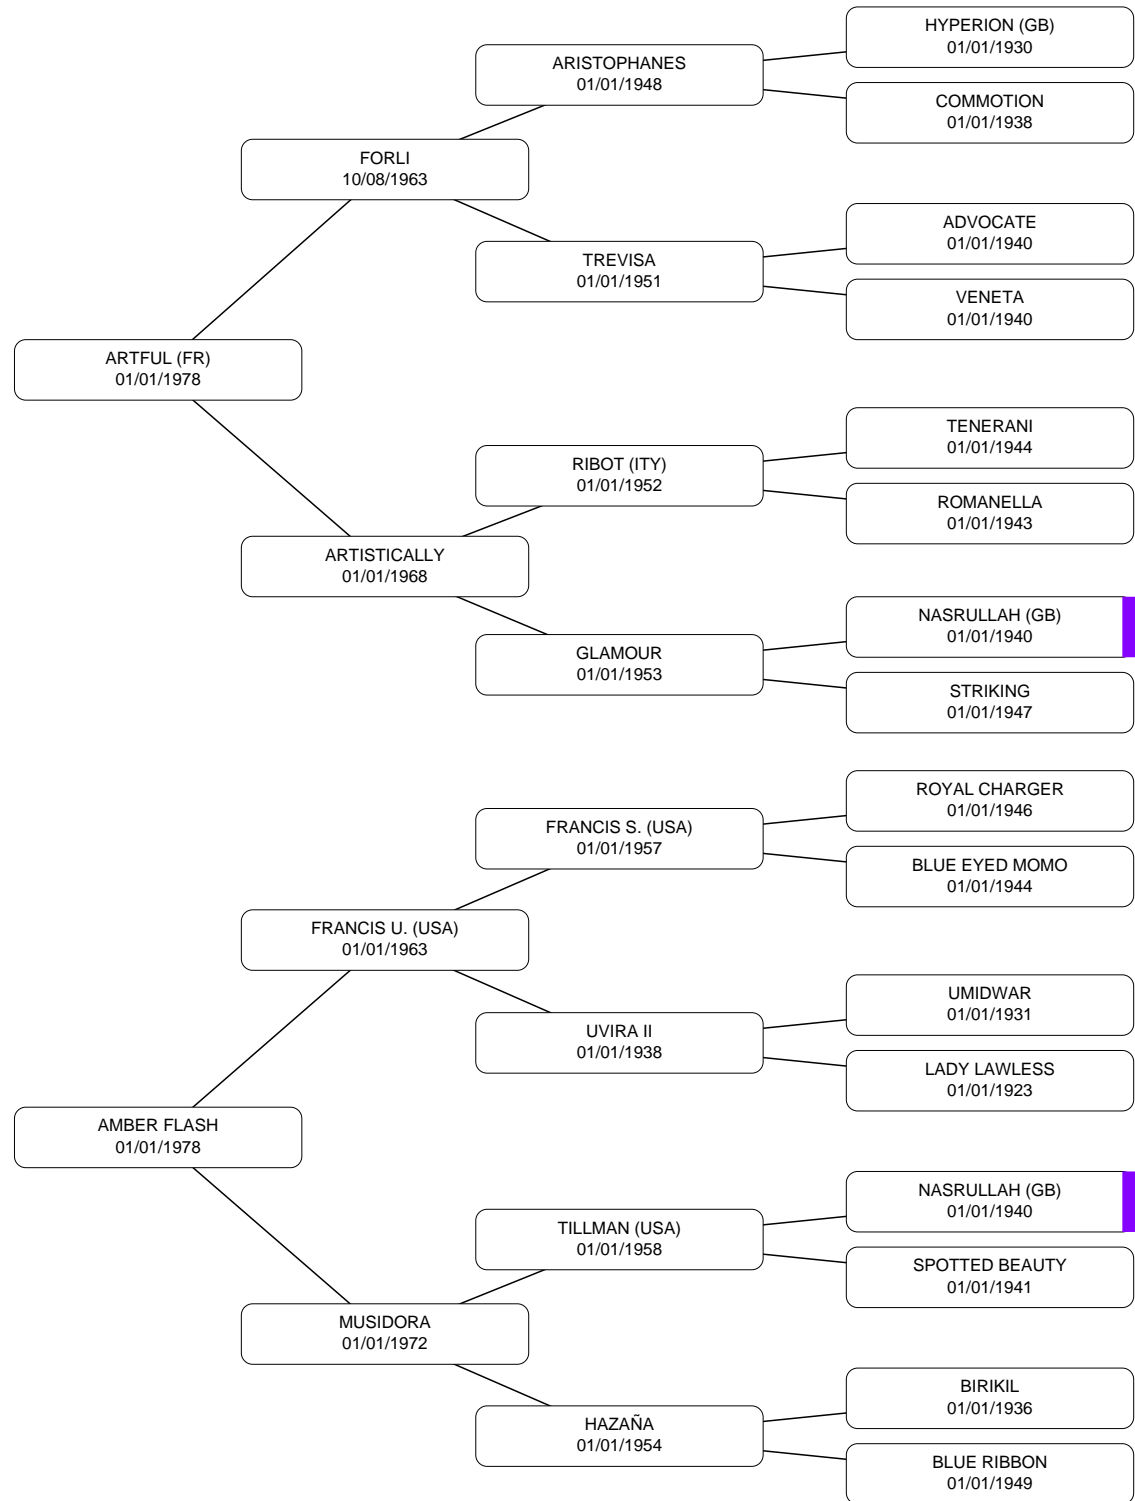 HYPERION (GB)
01/01/1930
ARISTOPHANES
01/01/1948
COMMOTION
01/01/1938
FORLI
10/08/1963
ADVOCATE
01/01/1940
TREVISA
01/01/1951
VENETA
01/01/1940
ARTFUL (FR)
01/01/1978
TENERANI
01/01/1944
RIBOT (ITY)
01/01/1952
ROMANELLA
01/01/1943
ARTISTICALLY
01/01/1968
NASRULLAH (GB)
01/01/1940
GLAMOUR
01/01/1953
STRIKING
01/01/1947
ROYAL CHARGER
01/01/1946
FRANCIS S. (USA)
01/01/1957
BLUE EYED MOMO
01/01/1944
FRANCIS U. (USA)
01/01/1963
UMIDWAR
01/01/1931
UVIRA II
01/01/1938
LADY LAWLESS
01/01/1923
AMBER FLASH
01/01/1978
NASRULLAH (GB)
01/01/1940
TILLMAN (USA)
01/01/1958
SPOTTED BEAUTY
01/01/1941
MUSIDORA
01/01/1972
BIRIKIL
01/01/1936
HAZAÑA
01/01/1954
BLUE RIBBON
01/01/1949